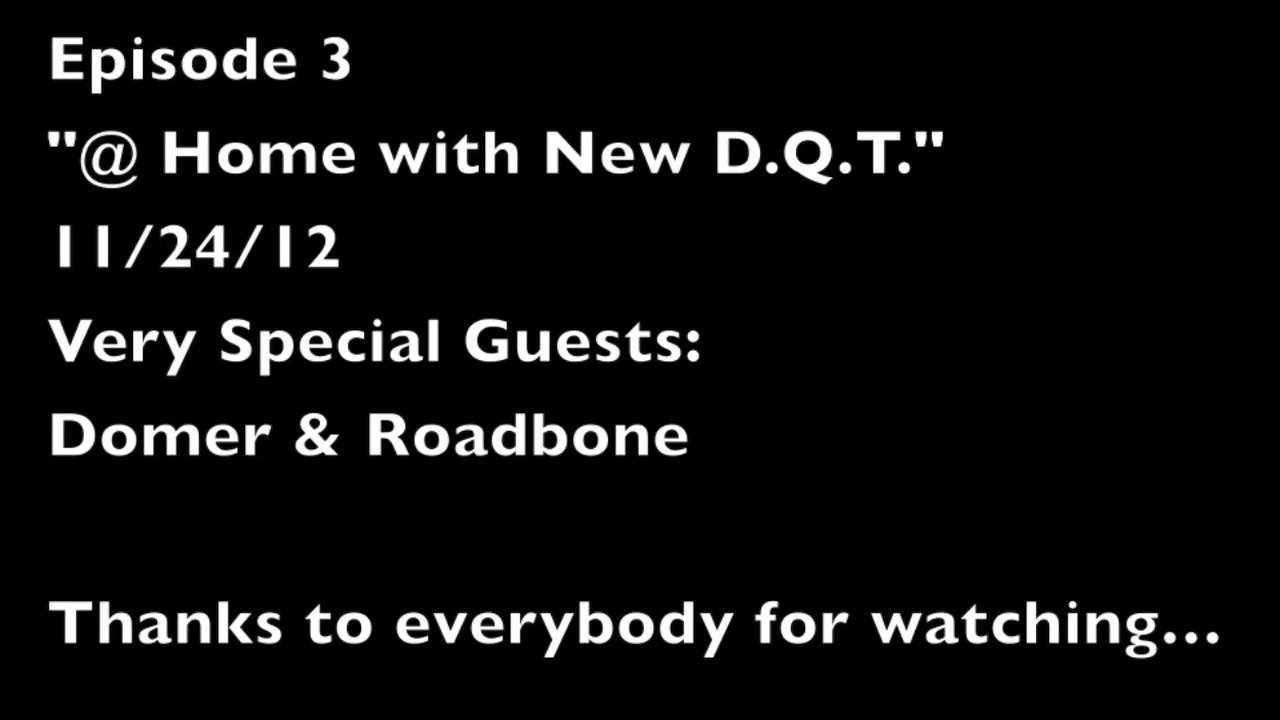 Episode 3
"@ Home with New D.Q.T."
11/24/12
Very Special Guests:
Domer & Roadbone
Thanks to everybody for watching...